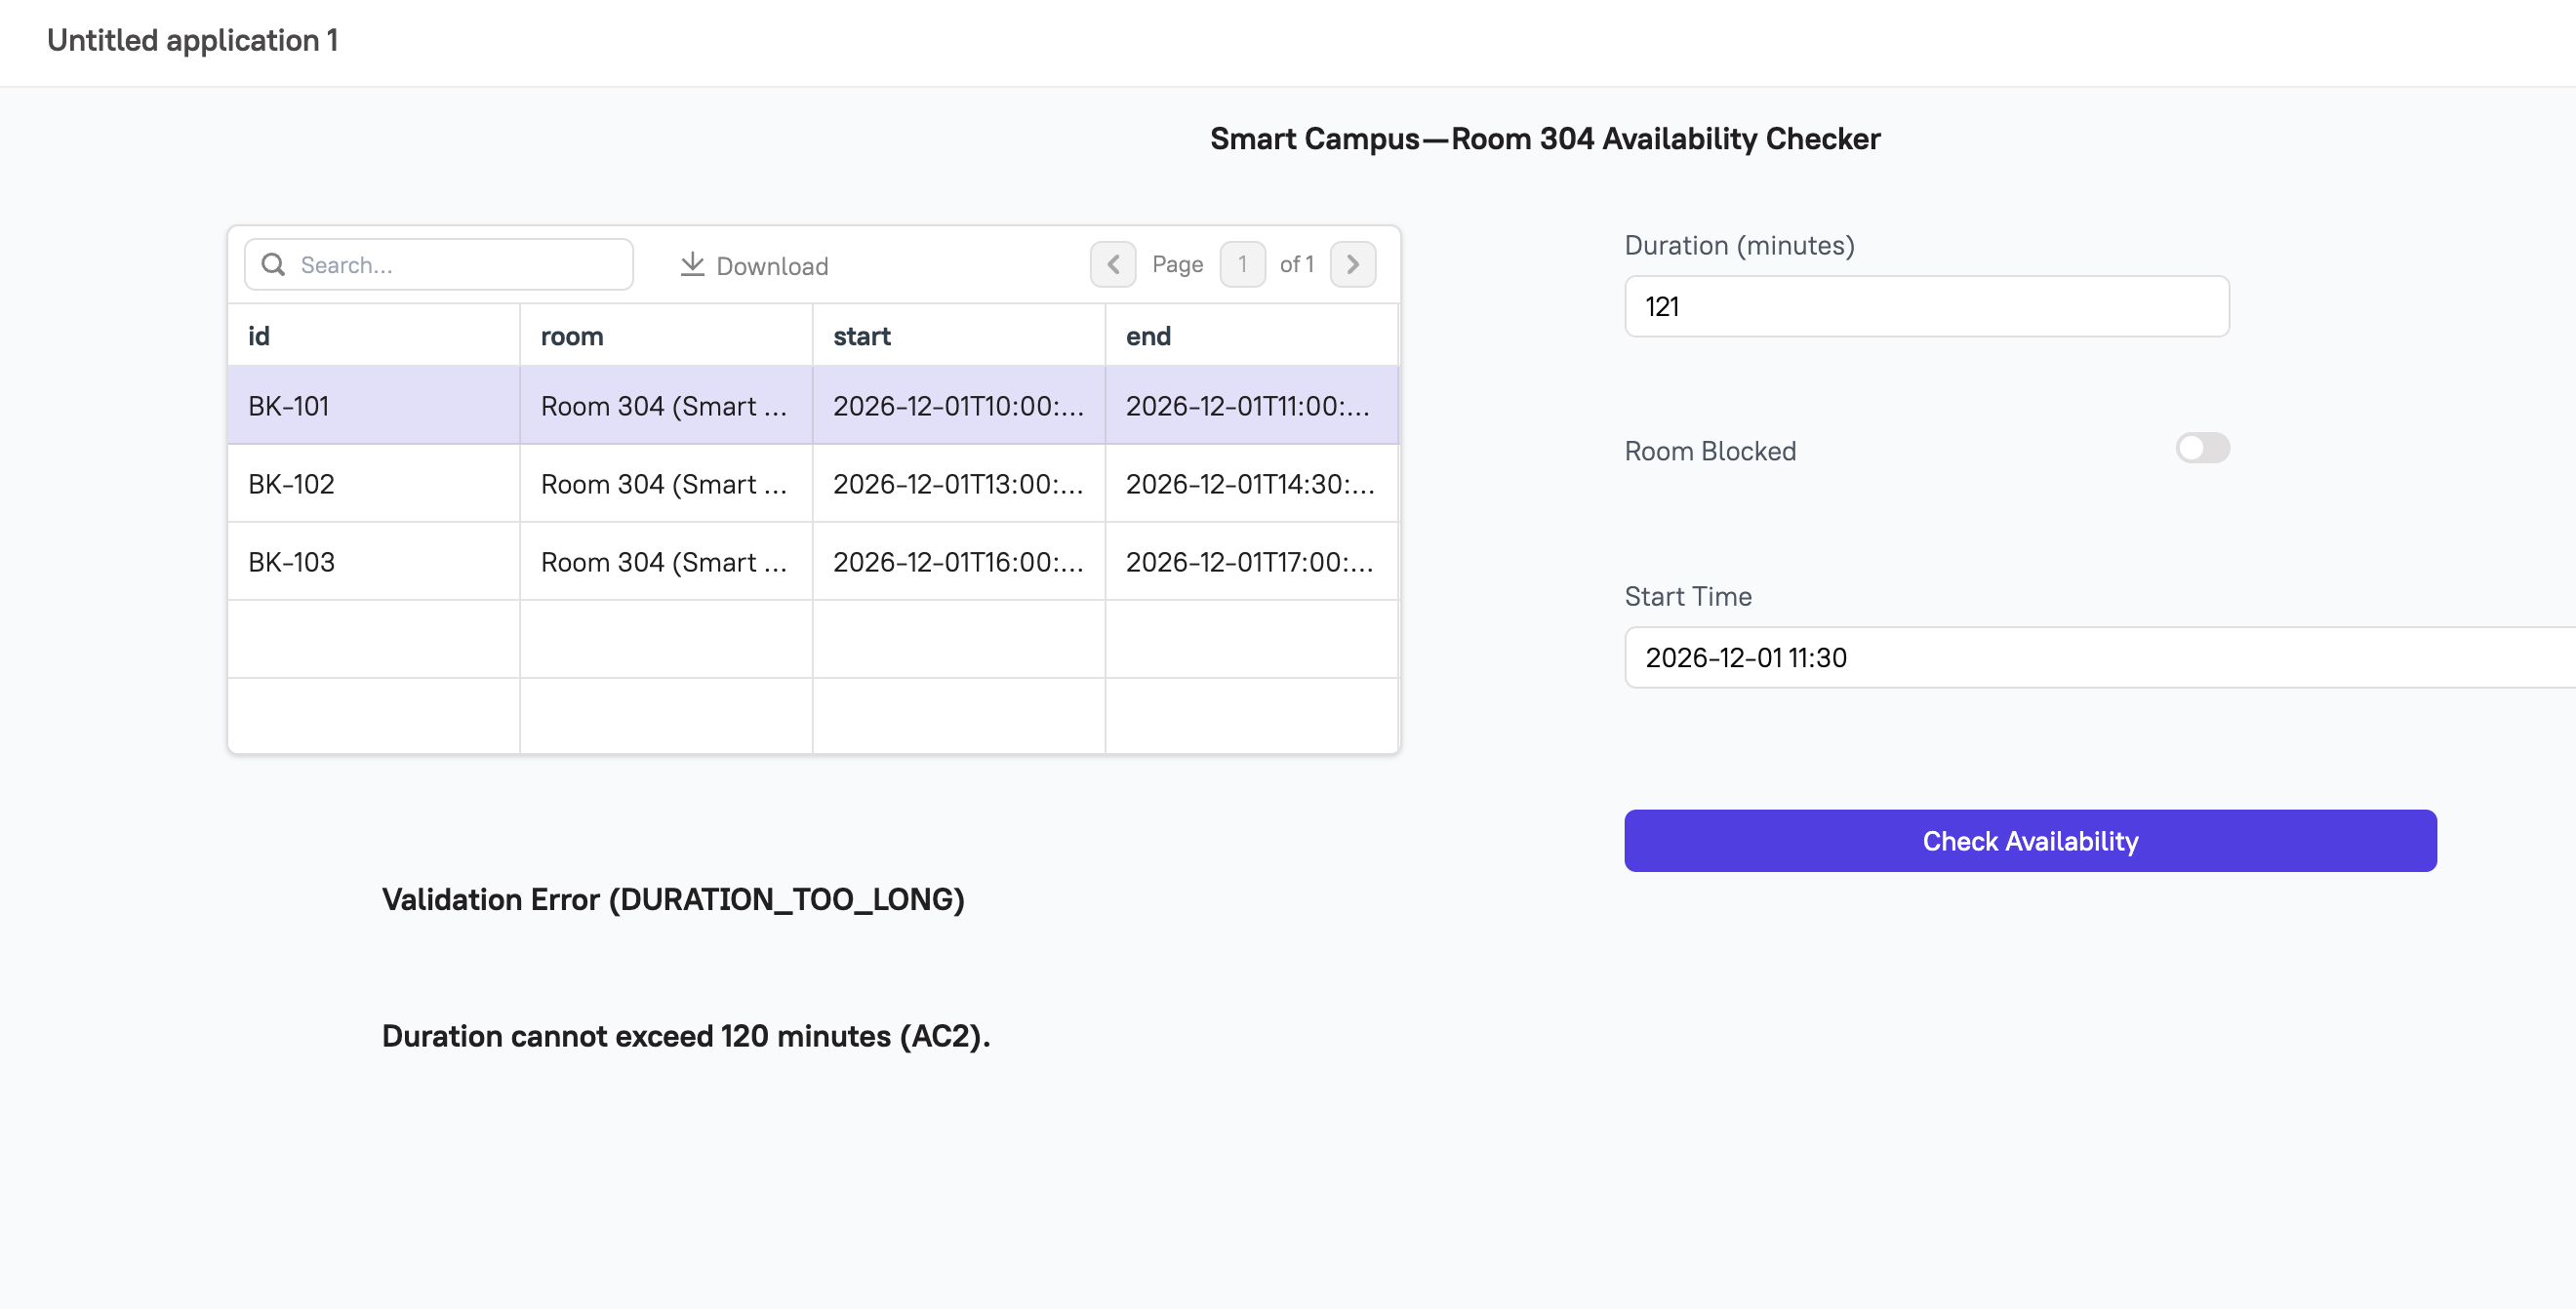 Untitled application 1
Smart Campus—Room 304 Availability Checker
Search...
Download
Page 1 of 1
id room start end
BK-101 Room 304 (Smart ... 2026-12-01T10:00:... 2026-12-01T11:00:...
BK-102 Room 304 (Smart ... 2026-12-01T13:00:... 2026-12-01T14:30:...
BK-103 Room 304 (Smart ... 2026-12-01T16:00:... 2026-12-01T17:00:...
Duration (minutes)
121
Room Blocked
Start Time
2026-12-01 11:30
Check Availability
Validation Error (DURATION_TOO_LONG)
Duration cannot exceed 120 minutes (AC2).